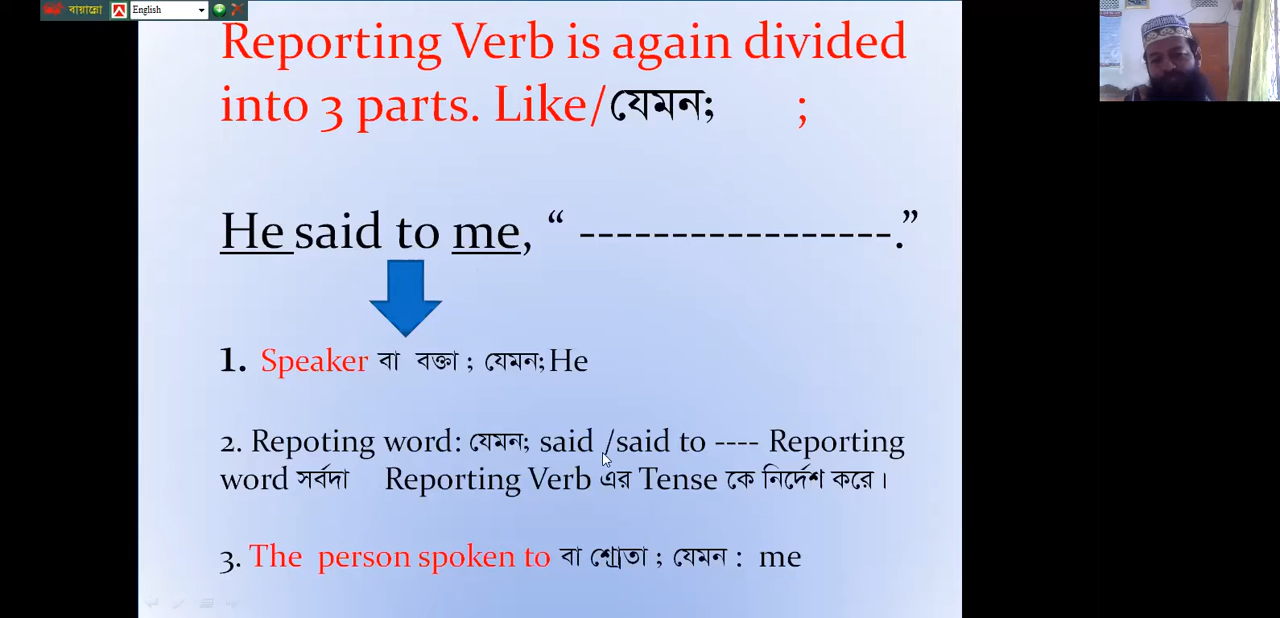 বায়ান্নো English
Reporting Verb is again divided
into 3 parts. Like/যেমন; ;
He said to me, “ -----------------.”
1. Speaker বা বক্তা ; যেমন; He
2. Repoting word: যেমন; said /said to ---- Reporting
word সর্বদা Reporting Verb এর Tense কে নির্দেশ করে।
3. The person spoken to বা শ্রোতা ; যেমন : me